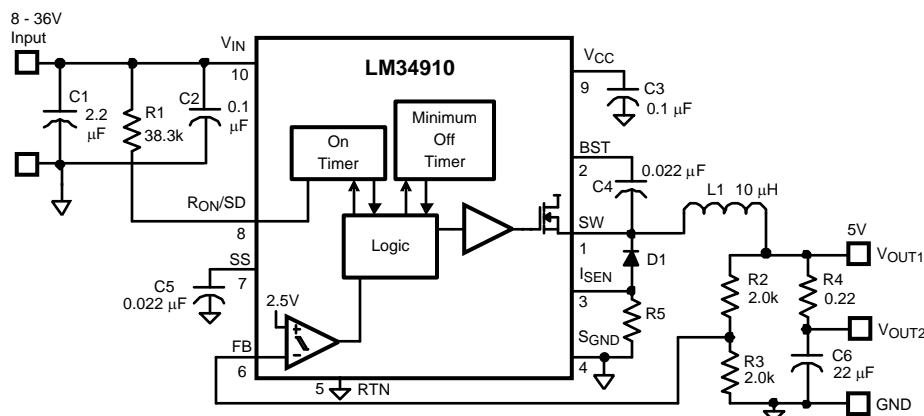 8 - 36V
Input
VIN
10
LM34910
VCC
9
C1
2.2
µF
R1
38.3k
C2
0.1
µF
C3
0.1 µF
On
Timer
Minimum
Off
Timer
BST
2
0.022 µF
C4
L1 10 µH
RON/SD
8
Logic
SW
1
5V
VOUT1
D1
SS
7
C5
0.022 µF
ISEN
3
R5
R2
2.0k
R4
0.22
VOUT2
2.5V
+
-
FB
6
SGND
4
R3
2.0k
C6
22 µF
5 RTN
GND